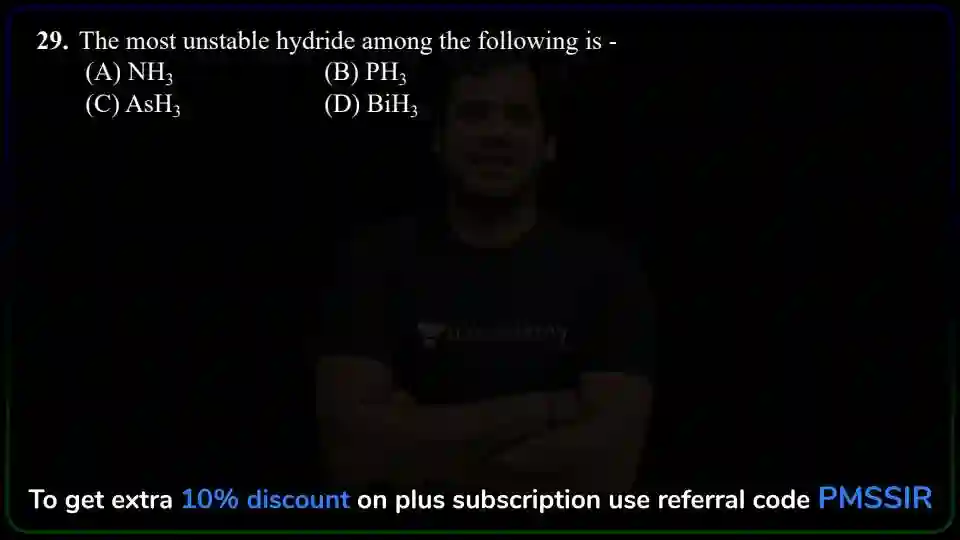 29. The most unstable hydride among the following is -
(A) NH₃ (B) PH₃
(C) AsH₃ (D) BiH₃
To get extra 10% discount on plus subscription use referral code PMSSIR